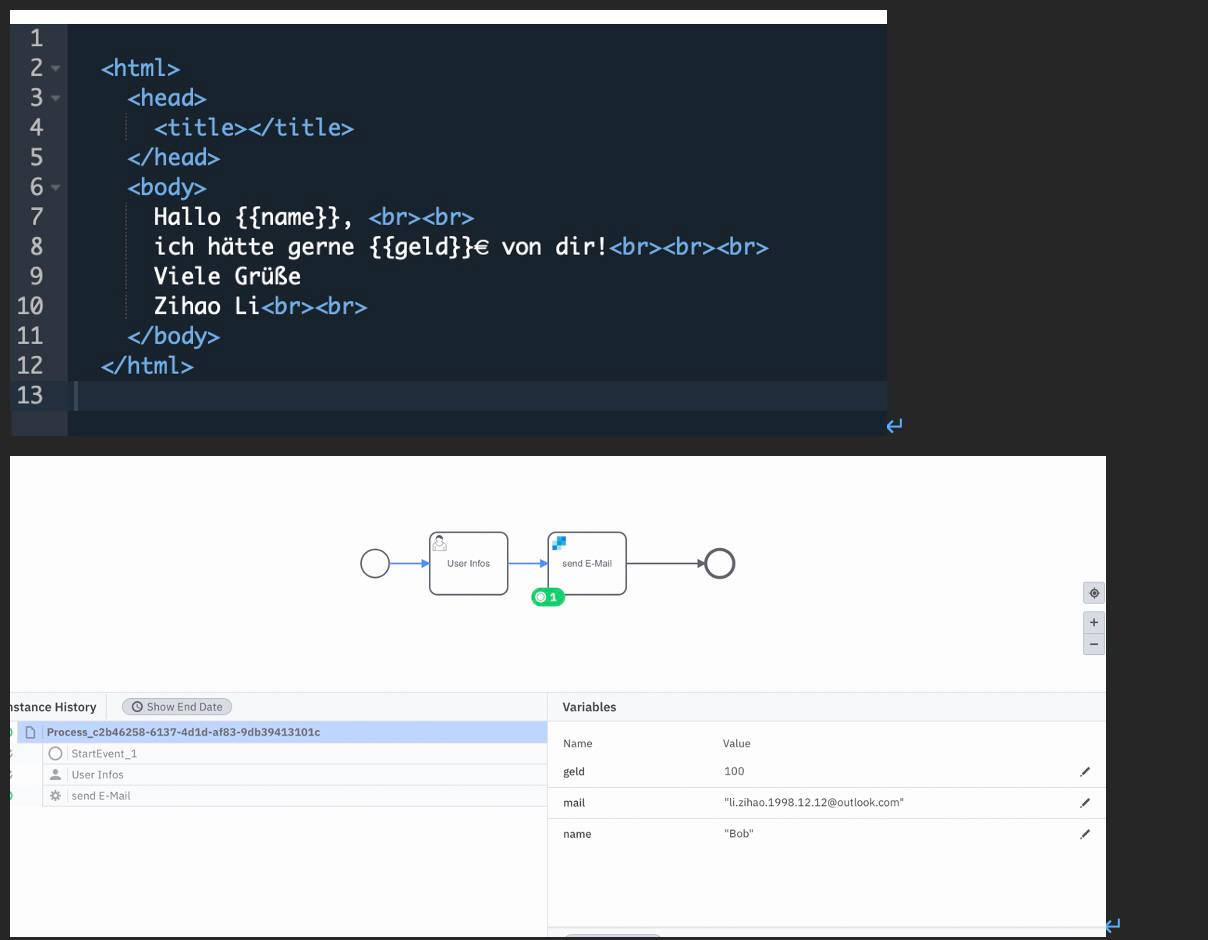 1
2 <html>
3 <head>
4 <title></title>
5 </head>
6 <body>
7 Hallo {{name}}, <br><br>
8 ich hätte gerne {{geld}}€ von dir!<br><br><br>
9 Viele Grüße
10 Zihao Li<br><br>
11 </body>
12 </html>
13
User Infos
send E-Mail
1
+
−
nstance History
Show End Date
Process_c2b46258-6137-4d1d-af83-9db39413101c
StartEvent_1
User Infos
send E-Mail
Variables
Name Value
geld 100
mail "li.zihao.1998.12.12@outlook.com"
name "Bob"